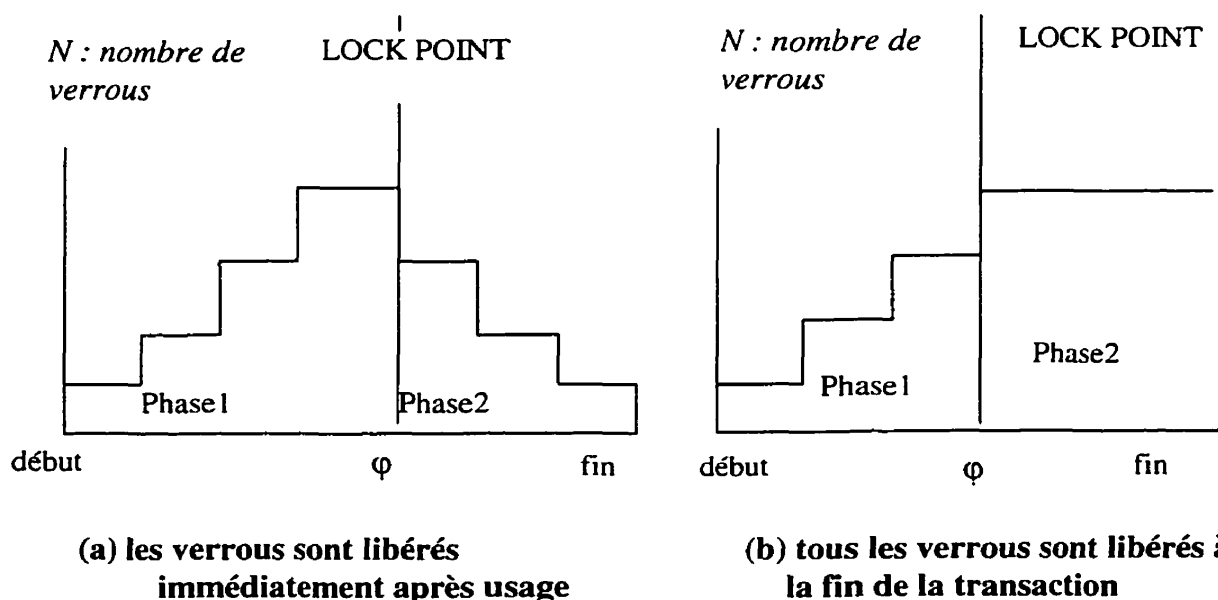 N : nombre de
verrous
LOCK POINT
Phase1
Phase2
début
φ
fin
(a) les verrous sont libérés
immédiatement après usage
N : nombre de
verrous
LOCK POINT
Phase1
Phase2
début
φ
fin
(b) tous les verrous sont libérés à
la fin de la transaction